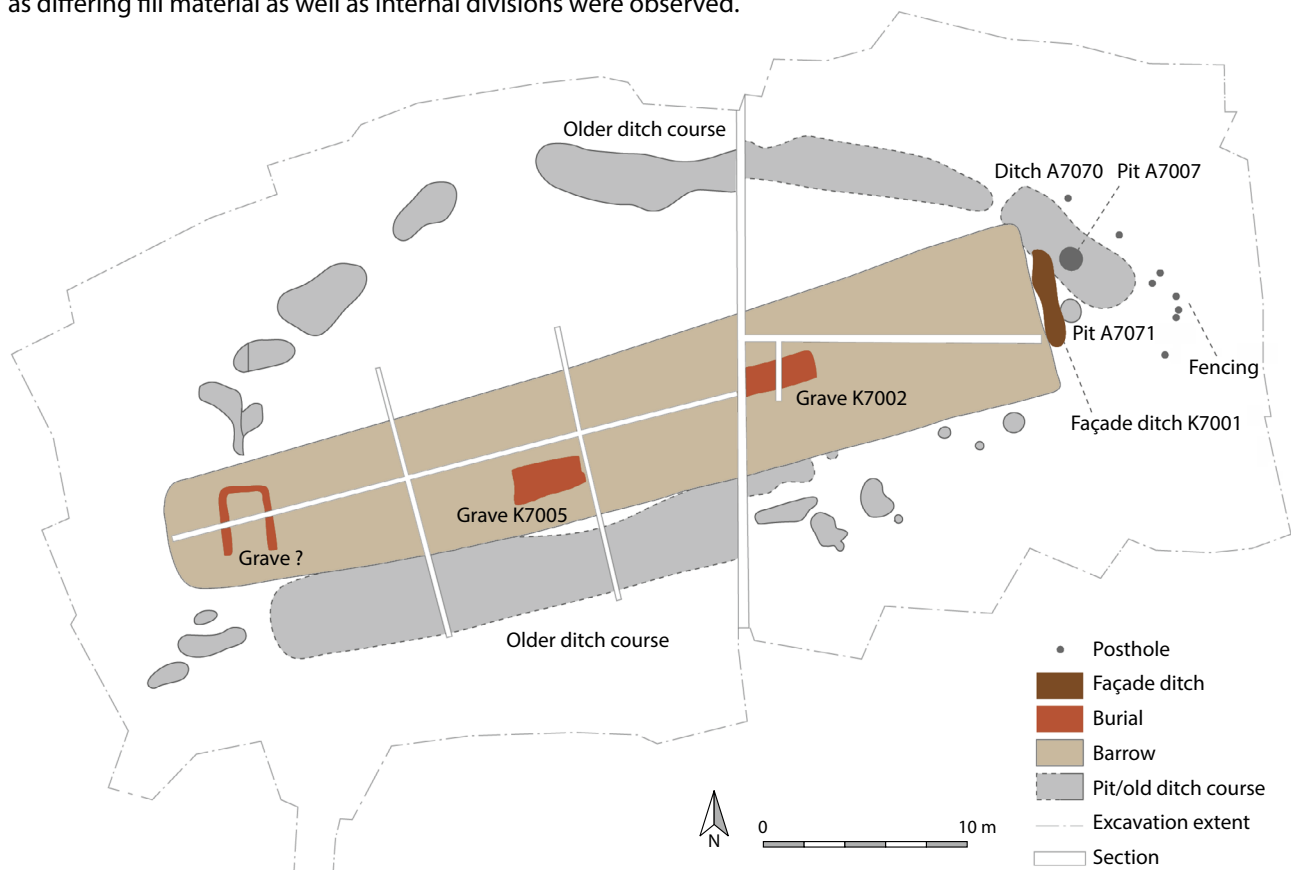 as differing fill material as well as internal divisions were observed.
Older ditch course
Ditch A7070
Pit A7007
Pit A7071
Fencing
Grave K7002
Façade ditch K7001
Grave K7005
Grave ?
Older ditch course
Posthole
Façade ditch
Burial
Barrow
Pit/old ditch course
Excavation extent
Section
N
0
10 m